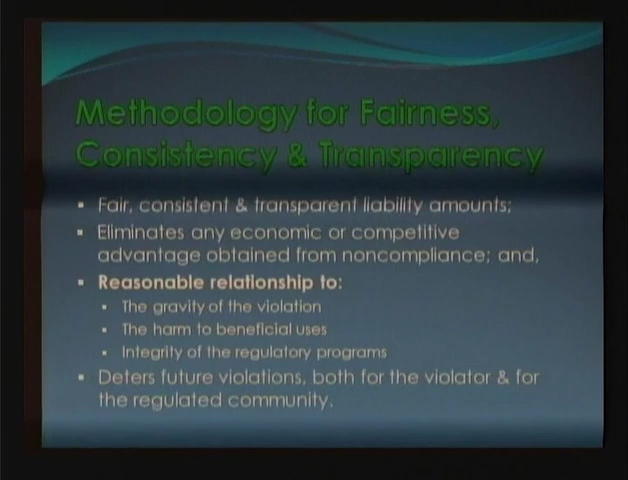 Methodology for Fairness,
Consistency & Transparency
▪ Fair, consistent & transparent liability amounts;
▪ Eliminates any economic or competitive
advantage obtained from noncompliance; and,
▪ Reasonable relationship to:
▪ The gravity of the violation
▪ The harm to beneficial uses
▪ Integrity of the regulatory programs
▪ Deters future violations, both for the violator & for
the regulated community.